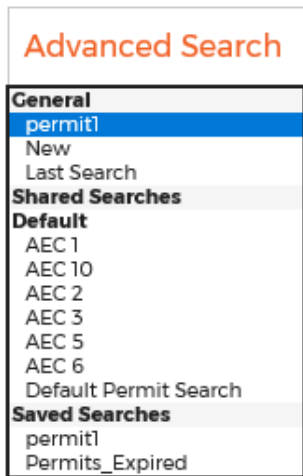 Advanced Search
General
permit1
New
Last Search
Shared Searches
Default
AEC 1
AEC 10
AEC 2
AEC 3
AEC 5
AEC 6
Default Permit Search
Saved Searches
permit1
Permits_Expired